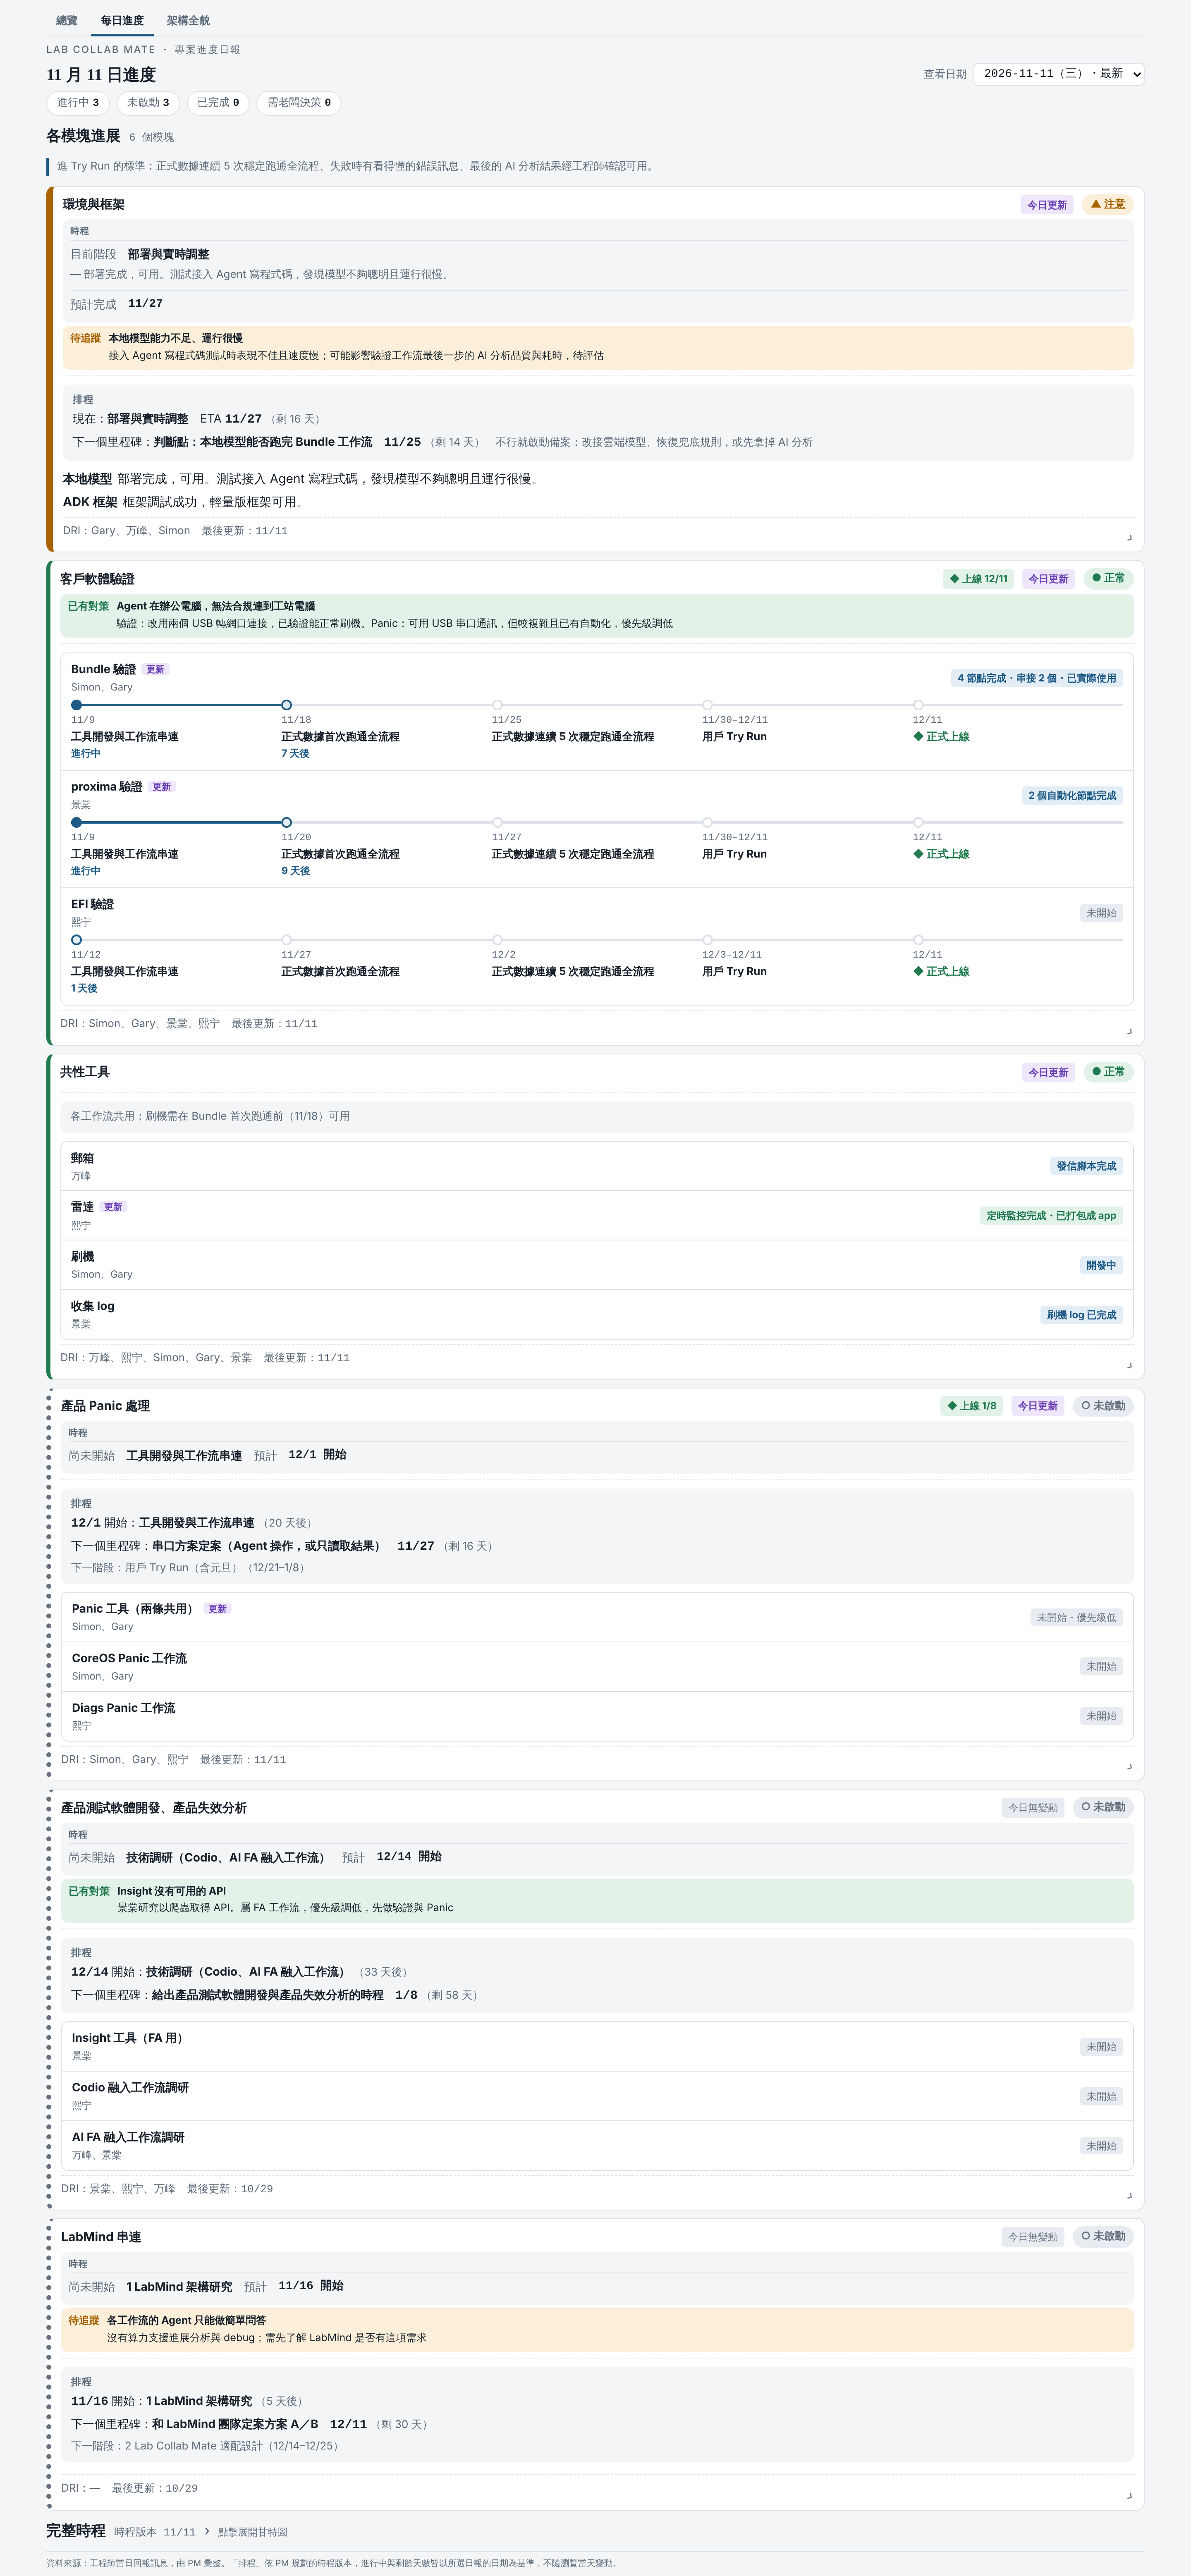 總覽 每日進度 架構全貌
LAB COLLAB MATE · 專案進度日報
11 月 11 日進度
查看日期 2026-11-11（三）・最新
進行中 3 未啟動 3 已完成 0 需老闆決策 0
各模塊進展 6 個模塊
進 Try Run 的標準：正式數據連續 5 次穩定跑通全流程、失敗時有看得懂的錯誤訊息、最後的 AI 分析結果經工程師確認可用。
環境與框架 今日更新 ▲ 注意
時程
目前階段 部署與實時調整
— 部署完成，可用。測試接入 Agent 寫程式碼，發現模型不夠聰明且運行很慢。
預計完成 11/27
待追蹤 本地模型能力不足、運行很慢
接入 Agent 寫程式碼測試時表現不佳且速度慢；可能影響驗證工作流最後一步的 AI 分析品質與耗時，待評估
排程
現在：部署與實時調整 ETA 11/27（剩 16 天）
下一個里程碑：判斷點：本地模型能否跑完 Bundle 工作流 11/25（剩 14 天） 不行就啟動備案：改接雲端模型、恢復兜底規則，或先拿掉 AI 分析
本地模型 部署完成，可用。測試接入 Agent 寫程式碼，發現模型不夠聰明且運行很慢。
ADK 框架 框架調試成功，輕量版框架可用。
DRI：Gary、万峰、Simon 最後更新：11/11
客戶軟體驗證 ◆ 上線 12/11 今日更新 ● 正常
已有對策 Agent 在辦公電腦，無法合規連到工站電腦
驗證：改用兩個 USB 轉網口連接，已驗證能正常刷機。Panic：可用 USB 串口通訊，但較複雜且已有自動化，優先級調低
Bundle 驗證 更新
Simon、Gary
4 節點完成・串接 2 個・已實際使用
11/9 11/18 11/25 11/30–12/11 12/11
工具開發與工作流串連 正式數據首次跑通全流程 正式數據連續 5 次穩定跑通全流程 用戶 Try Run ◆ 正式上線
進行中 7 天後
proxima 驗證 更新
景棠
2 個自動化節點完成
11/9 11/20 11/27 11/30–12/11 12/11
工具開發與工作流串連 正式數據首次跑通全流程 正式數據連續 5 次穩定跑通全流程 用戶 Try Run ◆ 正式上線
進行中 9 天後
EFI 驗證
熙宁
未開始
11/12 11/27 12/2 12/3–12/11 12/11
工具開發與工作流串連 正式數據首次跑通全流程 正式數據連續 5 次穩定跑通全流程 用戶 Try Run ◆ 正式上線
1 天後
DRI：Simon、Gary、景棠、熙宁 最後更新：11/11
共性工具 今日更新 ● 正常
各工作流共用；刷機需在 Bundle 首次跑通前（11/18）可用
郵箱
万峰
發信腳本完成
雷達 更新
熙宁
定時監控完成・已打包成 app
刷機
Simon、Gary
開發中
收集 log
景棠
刷機 log 已完成
DRI：万峰、熙宁、Simon、Gary、景棠 最後更新：11/11
產品 Panic 處理 ◆ 上線 1/8 今日更新 ○ 未啟動
時程
尚未開始 工具開發與工作流串連 預計 12/1 開始
排程
12/1 開始：工具開發與工作流串連（20 天後）
下一個里程碑：串口方案定案（Agent 操作，或只讀取結果） 11/27（剩 16 天）
下一階段：用戶 Try Run（含元旦）（12/21–1/8）
Panic 工具（兩條共用） 更新
Simon、Gary
未開始・優先級低
CoreOS Panic 工作流
Simon、Gary
未開始
Diags Panic 工作流
熙宁
未開始
DRI：Simon、Gary、熙宁 最後更新：11/11
產品測試軟體開發、產品失效分析 今日無變動 ○ 未啟動
時程
尚未開始 技術調研（Codio、AI FA 融入工作流） 預計 12/14 開始
已有對策 Insight 沒有可用的 API
景棠研究以爬蟲取得 API。屬 FA 工作流，優先級調低，先做驗證與 Panic
排程
12/14 開始：技術調研（Codio、AI FA 融入工作流）（33 天後）
下一個里程碑：給出產品測試軟體開發與產品失效分析的時程 1/8（剩 58 天）
Insight 工具（FA 用）
景棠
未開始
Codio 融入工作流調研
熙宁
未開始
AI FA 融入工作流調研
万峰、景棠
未開始
DRI：景棠、熙宁、万峰 最後更新：10/29
LabMind 串連 今日無變動 ○ 未啟動
時程
尚未開始 1 LabMind 架構研究 預計 11/16 開始
待追蹤 各工作流的 Agent 只能做簡單問答
沒有算力支援進展分析與 debug；需先了解 LabMind 是否有這項需求
排程
11/16 開始：1 LabMind 架構研究（5 天後）
下一個里程碑：和 LabMind 團隊定案方案 A／B 12/11（剩 30 天）
下一階段：2 Lab Collab Mate 適配設計（12/14–12/25）
DRI：— 最後更新：10/29
完整時程 時程版本 11/11 › 點擊展開甘特圖
資料來源：工程師當日回報訊息，由 PM 彙整。「排程」依 PM 規劃的時程版本，進行中與剩餘天數皆以所選日報的日期為基準，不隨瀏覽當天變動。